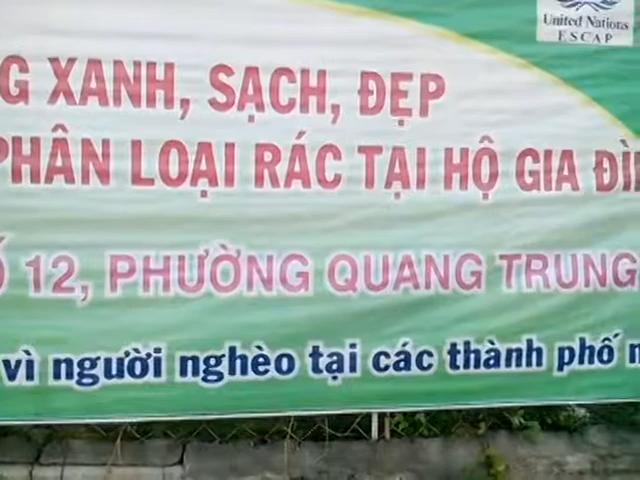 United Nations
ESCAP
G XANH, SẠCH, ĐẸP
PHÂN LOẠI RÁC TẠI HỘ GIA ĐÌN
Ố 12, PHƯỜNG QUANG TRUNG
vì người nghèo tại các thành phố n